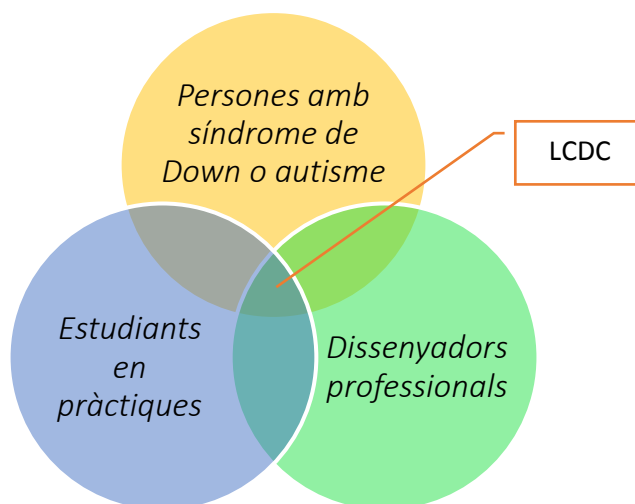 Persones amb
síndrome de
Down o autisme
LCDC
Estudiants
en
pràctiques
Dissenyadors
professionals